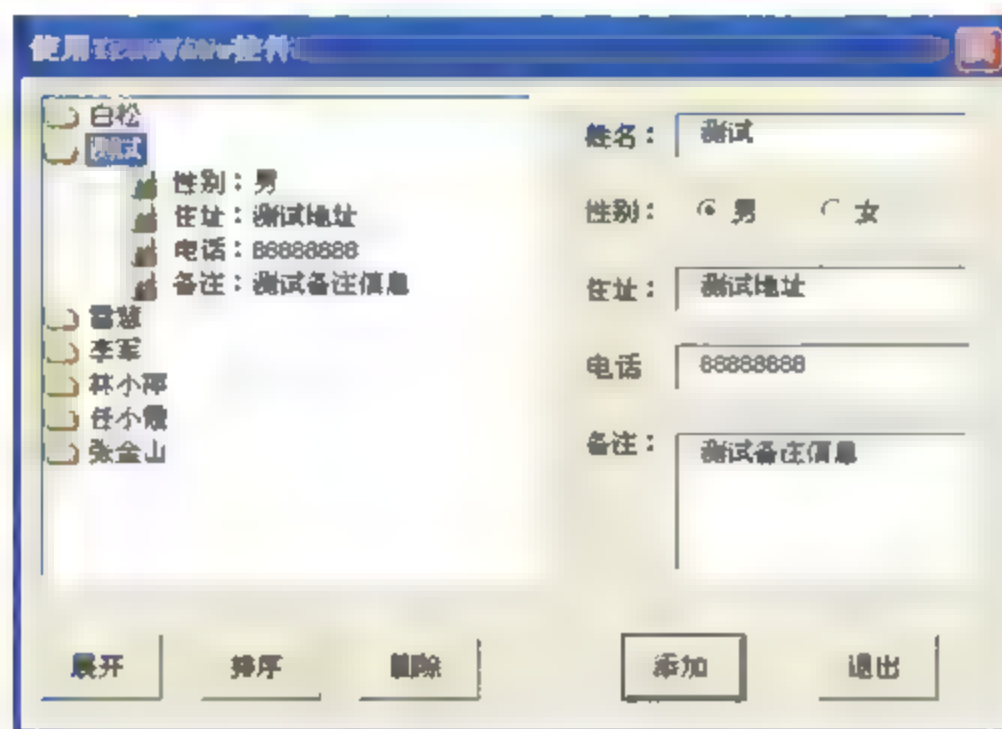 使用TreeView控件
白松
测试
性别：男
住址：测试地址
电话：88888888
备注：测试备注信息
雷慧
李军
林小
任小霞
张金山
展开
排序
删除
姓名：
测试
性别：
男
女
住址：
测试地址
电话
88888888
备注：
测试备注信息
添加
退出